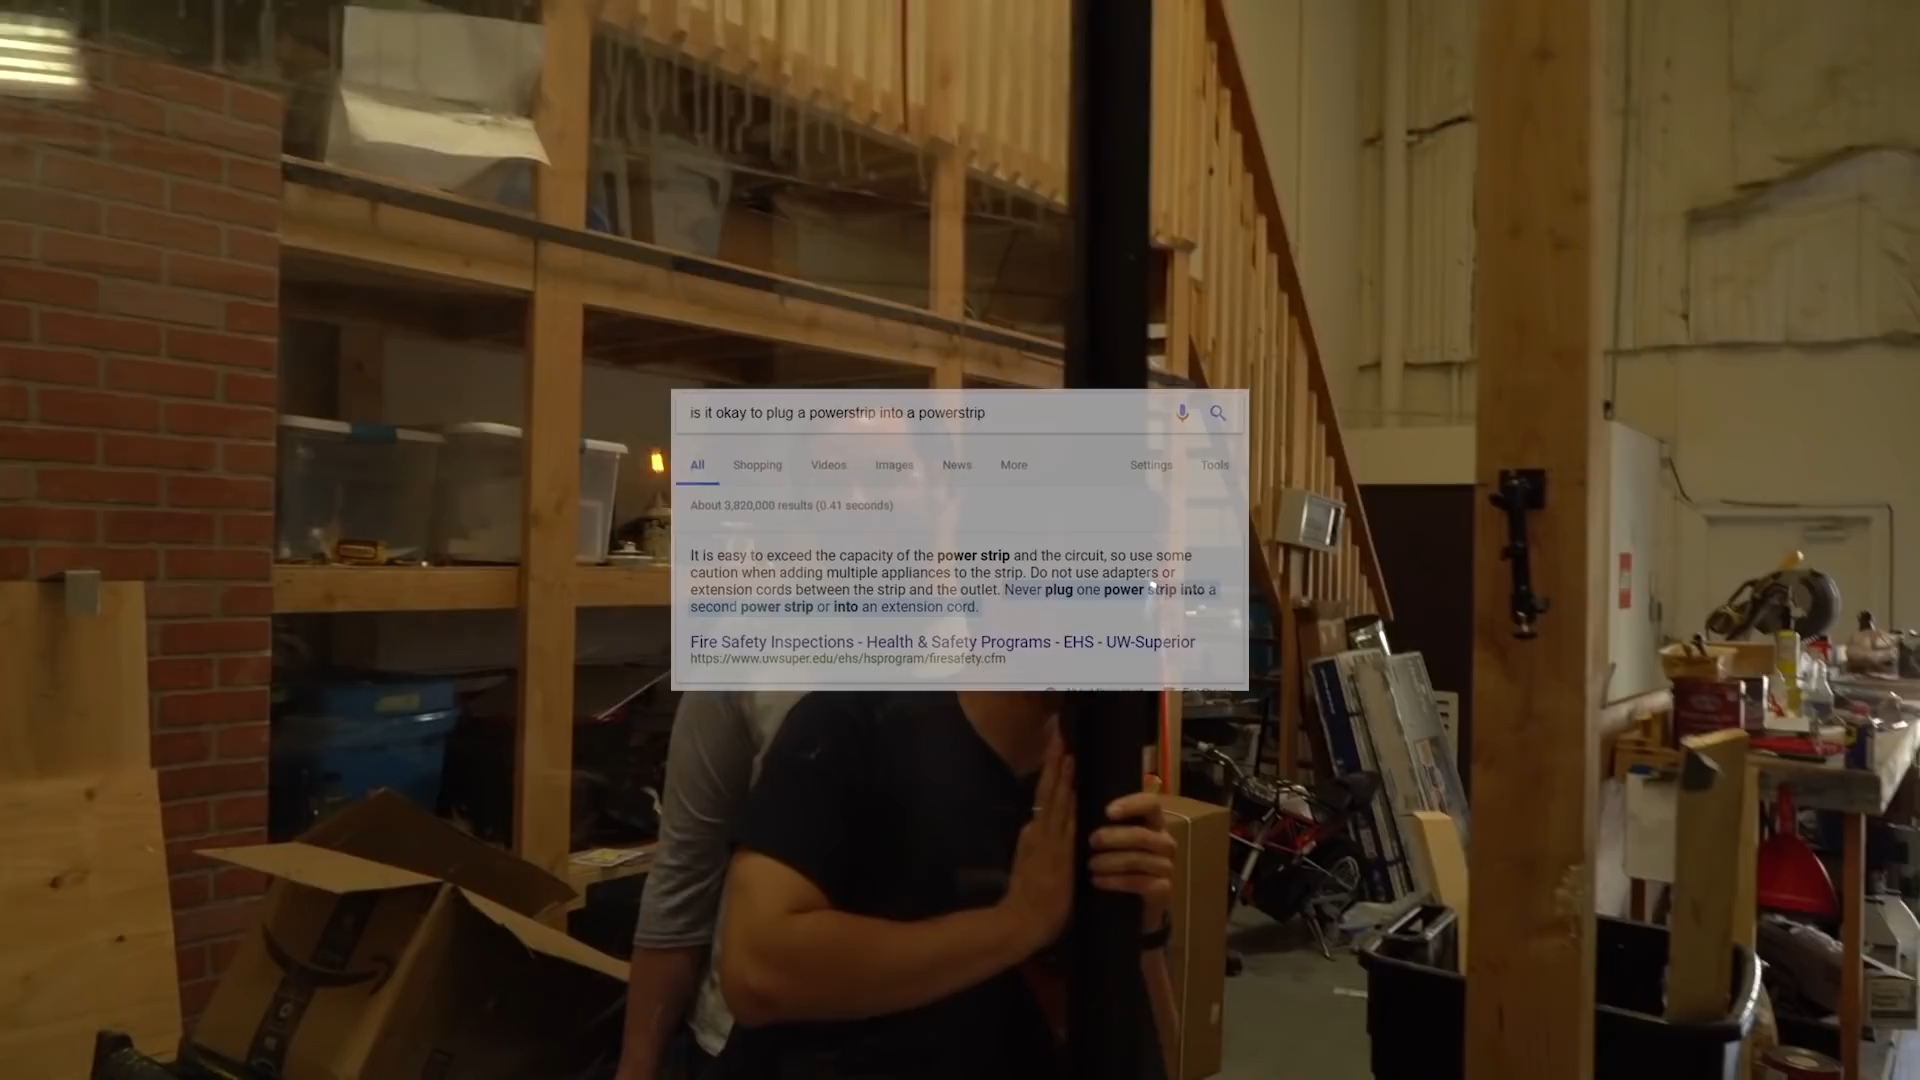 is it okay to plug a powerstrip into a powerstrip
All Shopping Videos Images News More Settings Tools
About 3,820,000 results (0.41 seconds)
It is easy to exceed the capacity of the power strip and the circuit, so use some
caution when adding multiple appliances to the strip. Do not use adapters or
extension cords between the strip and the outlet. Never plug one power strip into a
second power strip or into an extension cord.
Fire Safety Inspections - Health & Safety Programs - EHS - UW-Superior
https://www.uwsuper.edu/ehs/hsprogram/firesafety.cfm